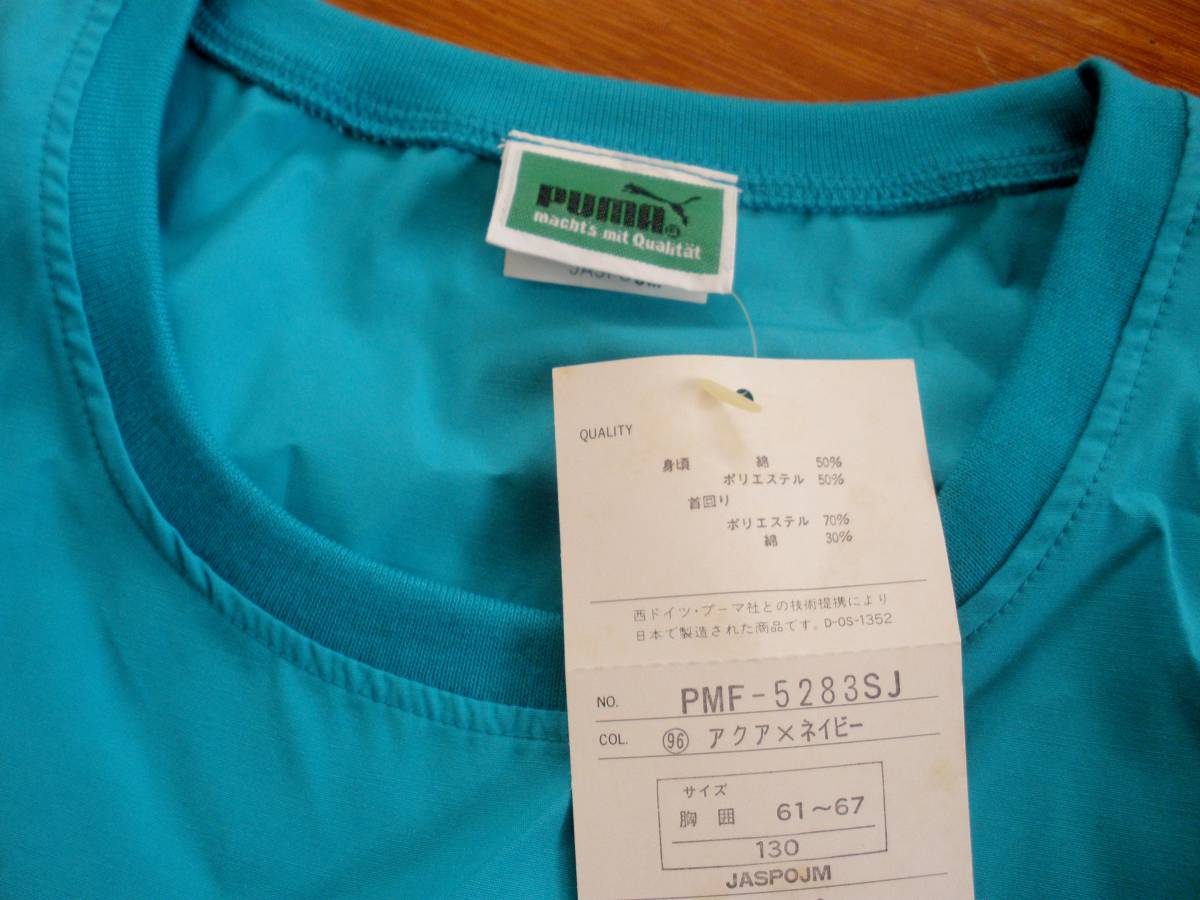 PUMA
macht's mit Qualität
QUALITY
身頃 綿 50%
ポリエステル 50%
首回り
ポリエステル 70%
綿 30%
西ドイツ・プーマ社との技術提携により
日本で製造された商品です。D-OS-1352
NO. PMF-5283SJ
COL. 96 アクア×ネイビー
サイズ
胸囲 61〜67
130
JASPOJM